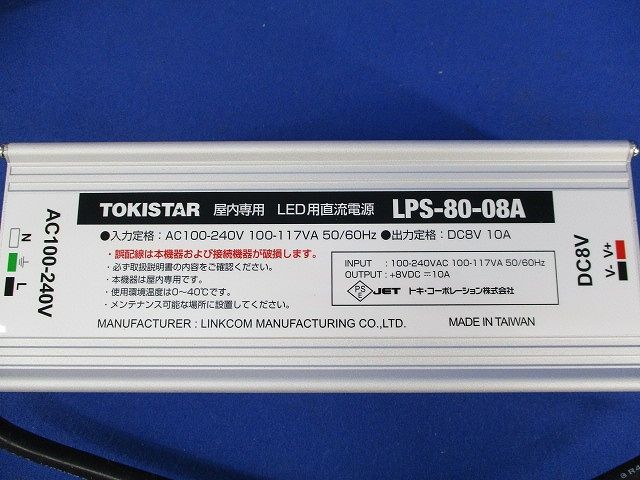 TOKISTAR 屋内専用 LED用直流電源 LPS-80-08A
●入力定格：AC100-240V 100-117VA 50/60Hz ●出力定格：DC8V 10A
・誤配線は本機器および接続機器が破損します。
・必ず取扱説明書の内容をご確認ください。
・本機器は屋内専用です。
・使用環境温度は0～40℃です。
・メンテナンス可能な場所に設置してください。
INPUT : 100-240VAC 100-117VA 50/60Hz
OUTPUT : +8VDC ⎓10A
PSE JET トキ・コーポレーション株式会社
MANUFACTURER : LINKCOM MANUFACTURING CO.,LTD. MADE IN TAIWAN
AC100-240V
N
⏚
L
DC8V
V+
V-